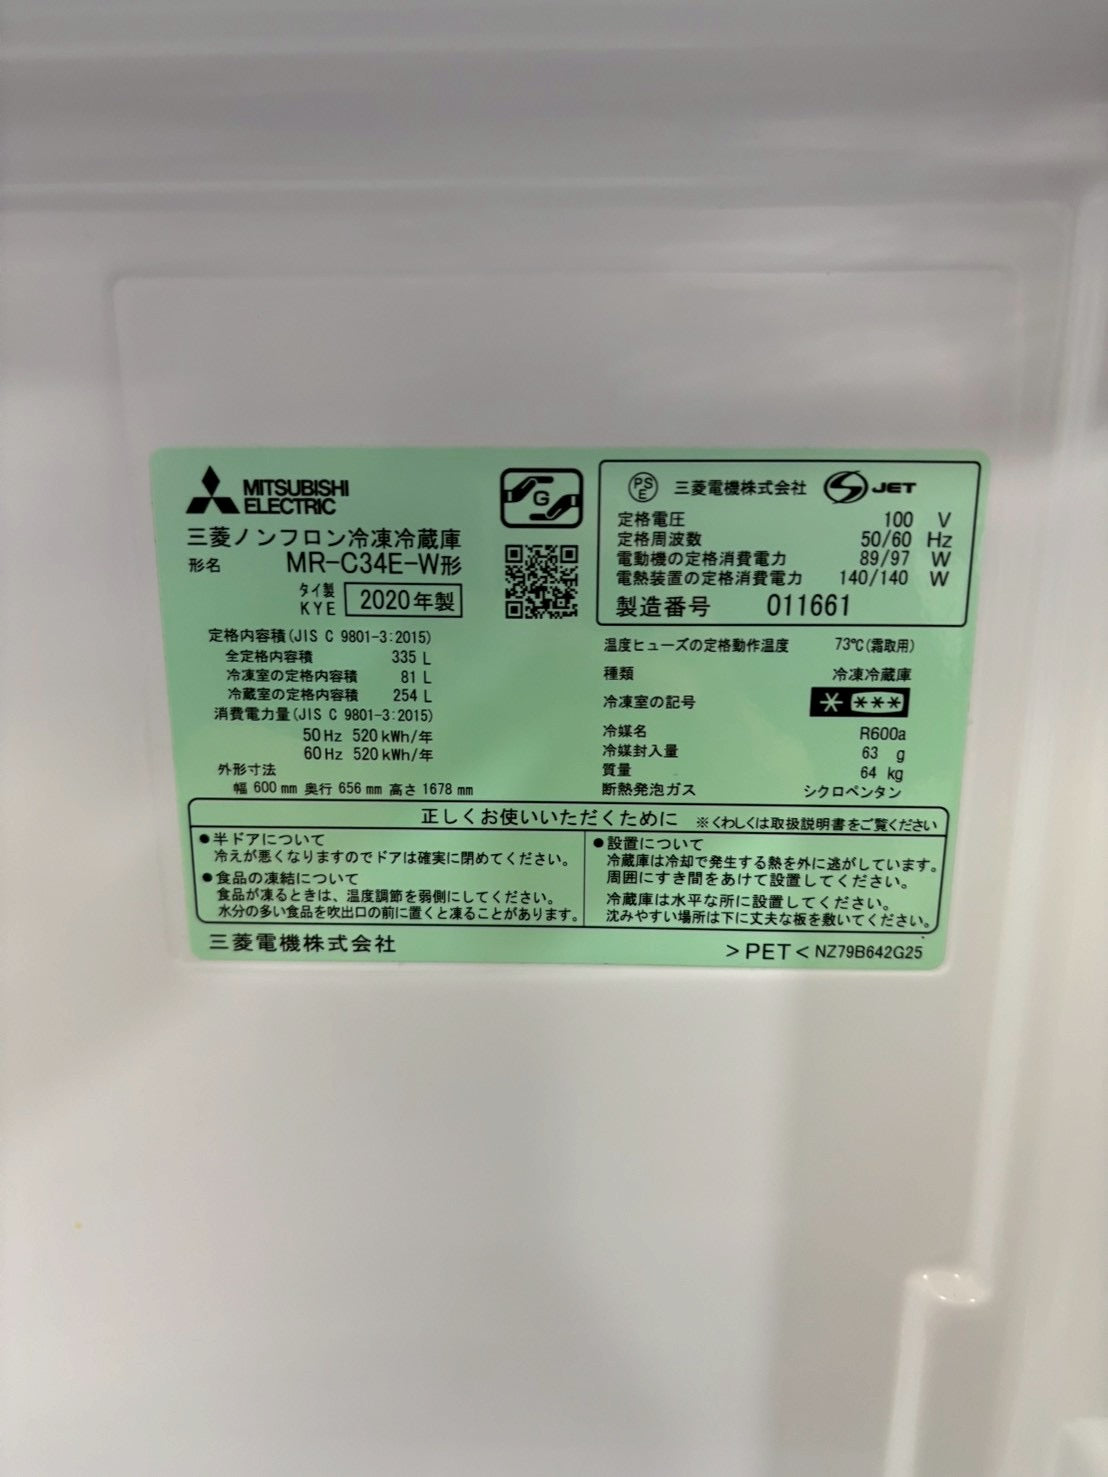 MITSUBISHI
ELECTRIC
三菱ノンフロン冷凍冷蔵庫
形名 MR-C34E-W形
タイ製
KYE 2020年製
定格内容積(JIS C 9801-3:2015)
全定格内容積 335 L
冷凍室の定格内容積 81 L
冷蔵室の定格内容積 254 L
消費電力量(JIS C 9801-3:2015)
50Hz 520kWh/年
60Hz 520kWh/年
外形寸法
幅 600 mm 奥行 656 mm 高さ 1678 mm
G
PSE 三菱電機株式会社 JET
定格電圧 100 V
定格周波数 50/60 Hz
電動機の定格消費電力 89/97 W
電熱装置の定格消費電力 140/140 W
製造番号 011661
温度ヒューズの定格動作温度 73℃(霜取用)
種類 冷凍冷蔵庫
冷凍室の記号 * ***
冷媒名 R600a
冷媒封入量 63 g
質量 64 kg
断熱発泡ガス シクロペンタン
正しくお使いいただくために ※くわしくは取扱説明書をご覧ください
●半ドアについて
冷えが悪くなりますのでドアは確実に閉めてください。
●食品の凍結について
食品が凍るときは、温度調節を弱側にしてください。
水分の多い食品を吹出口の前に置くと凍ることがあります。
●設置について
冷蔵庫は冷却で発生する熱を外に逃がしています。
周囲にすき間をあけて設置してください。
冷蔵庫は水平な所に設置してください。
沈みやすい場所は下に丈夫な板を敷いてください。
三菱電機株式会社
>PET< NZ79B642G25